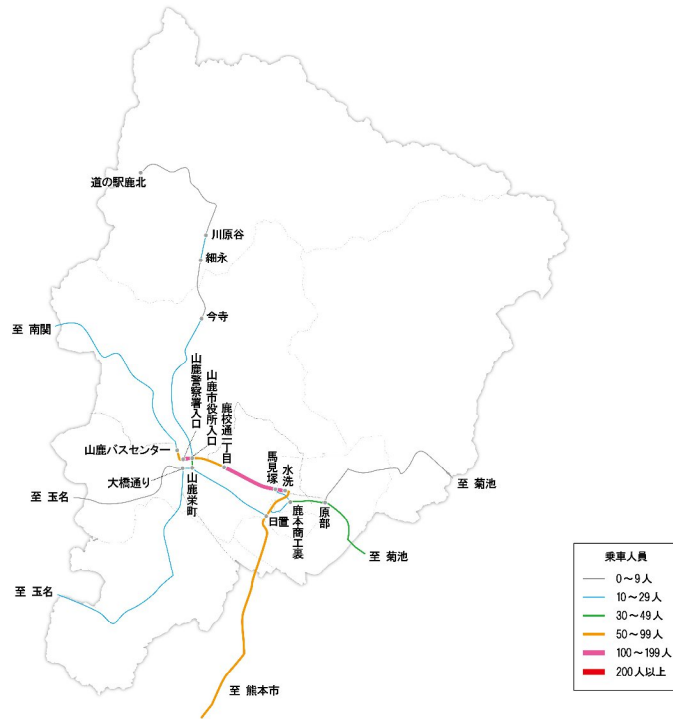 道の駅鹿北
川原谷
細永
今寺
至 南関
山鹿警察署入口
山鹿市役所入口
鹿校通一丁目
山鹿バスセンター
大橋通り
山鹿栄町
馬見塚
水洗
至 玉名
至 菊池
日置
鹿本商工裏
原部
至 菊池
至 玉名
至 熊本市
乗車人員
0～9人
10～29人
30～49人
50～99人
100～199人
200人以上